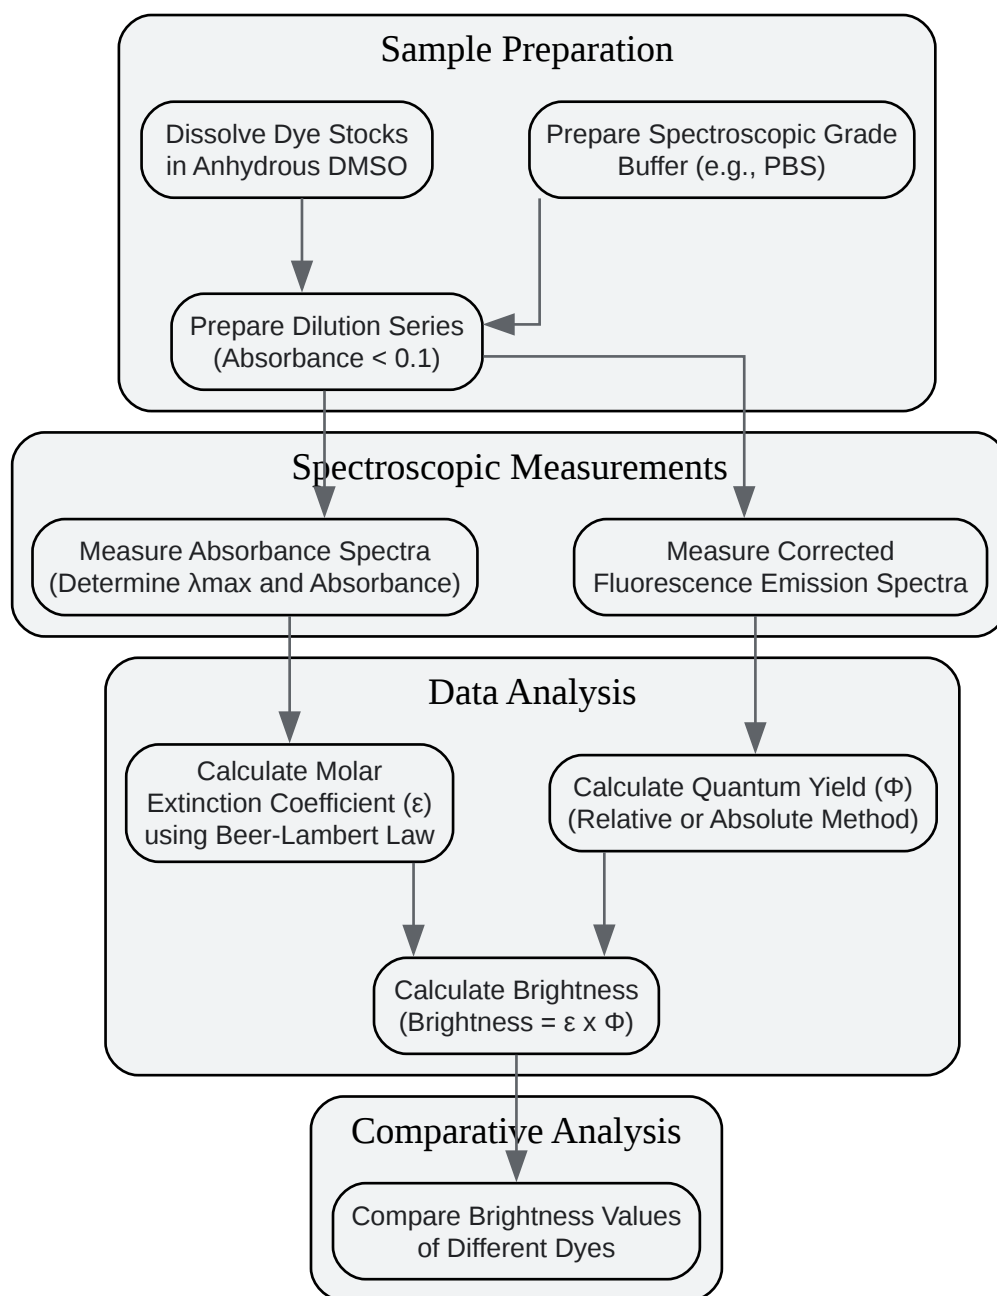 Sample Preparation
Dissolve Dye Stocks
in Anhydrous DMSO
Prepare Spectroscopic Grade
Buffer (e.g., PBS)
Prepare Dilution Series
(Absorbance < 0.1)
Spectroscopic Measurements
Measure Absorbance Spectra
(Determine λmax and Absorbance)
Measure Corrected
Fluorescence Emission Spectra
Data Analysis
Calculate Molar
Extinction Coefficient (ε)
using Beer-Lambert Law
Calculate Quantum Yield (Φ)
(Relative or Absolute Method)
Calculate Brightness
(Brightness = ε x Φ)
Comparative Analysis
Compare Brightness Values
of Different Dyes